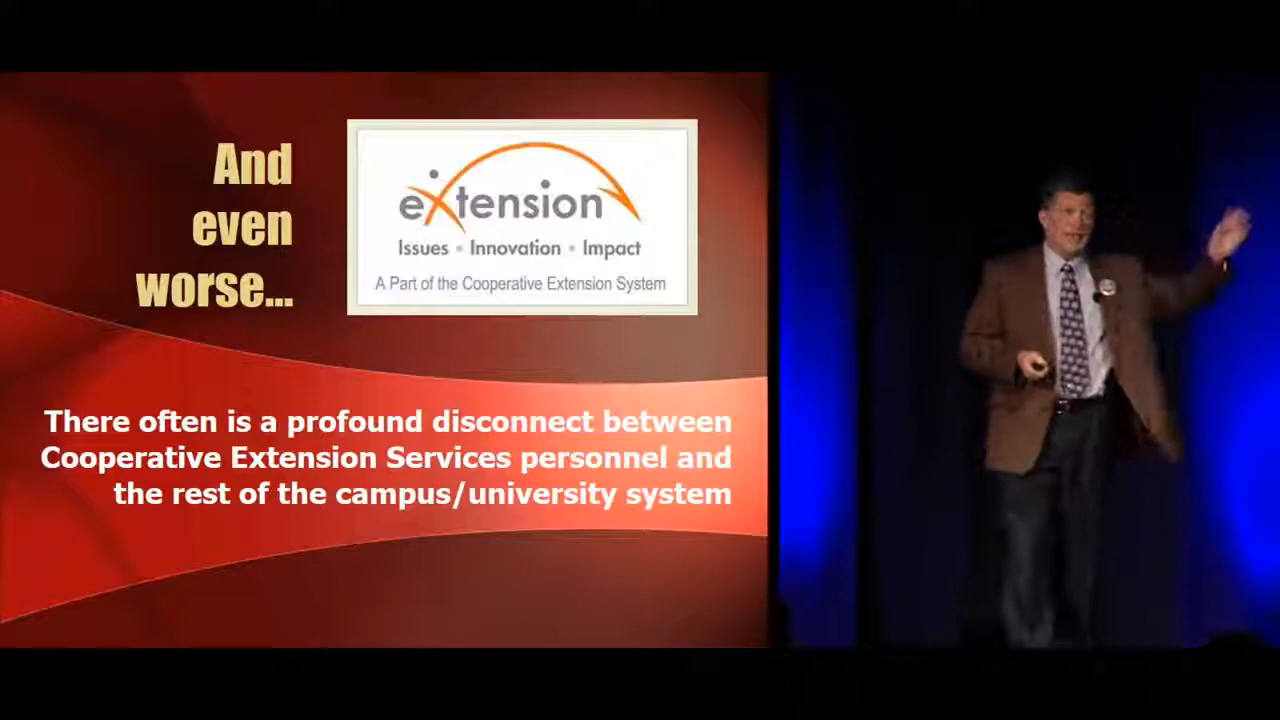 And
even
worse...
eXtension
Issues • Innovation • Impact
A Part of the Cooperative Extension System
There often is a profound disconnect between
Cooperative Extension Services personnel and
the rest of the campus/university system